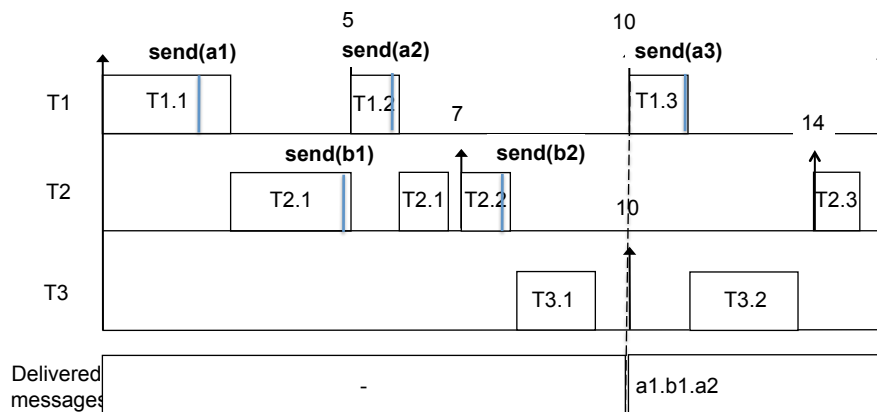 5
10
send(a1)
send(a2)
send(a3)
T1
T1.1
T1.2
T1.3
7
14
send(b1)
send(b2)
T2
T2.1
T2.1
T2.2
T2.3
10
T3
T3.1
T3.2
Delivered
messages
-
a1.b1.a2